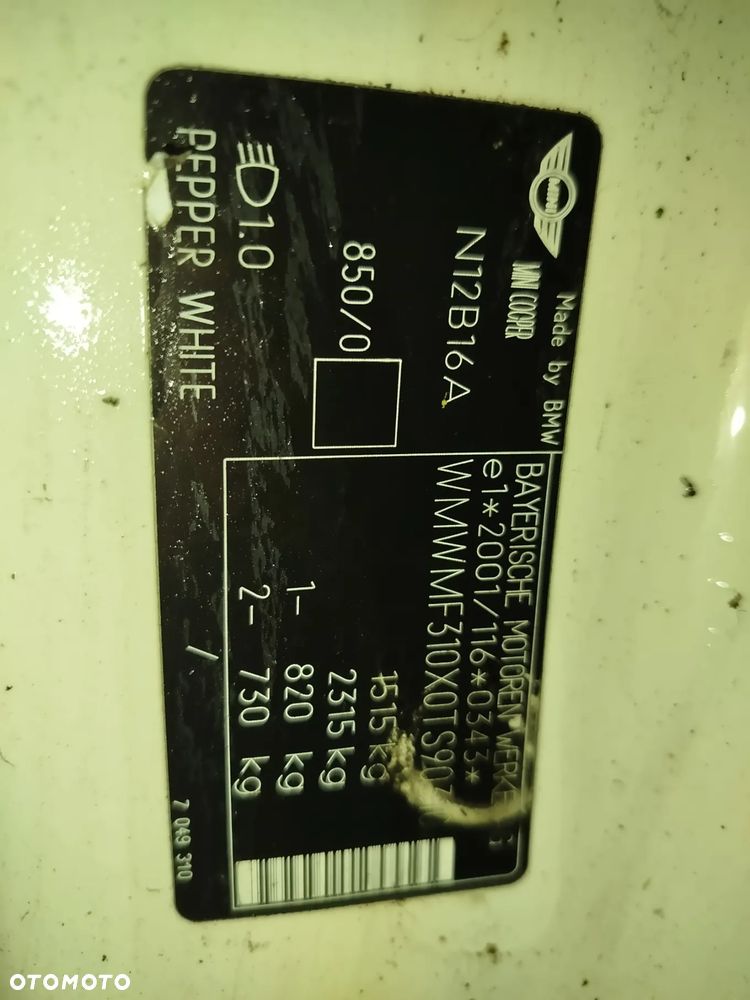 Made by BMW
MINI COOPER
N12B16A
850/0
1.0
PEPPER WHITE
BAYERISCHE MOTOREN WERKE
e1*2001/116*0343*
1515 kg
2315 kg
1- 820 kg
2- 730 kg
/
7 049 310
OTOMOTO